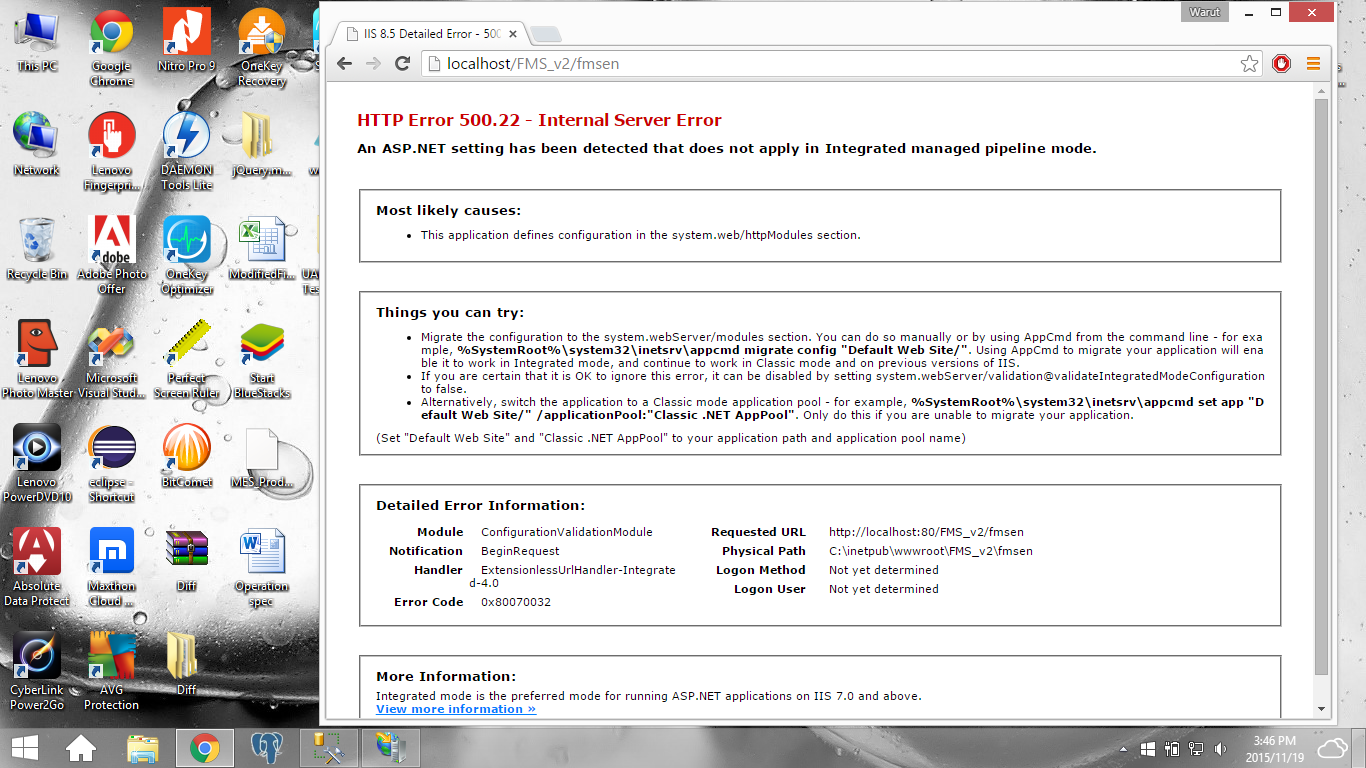 Warut
IIS 8.5 Detailed Error - 500
localhost/FMS_v2/fmsen
HTTP Error 500.22 - Internal Server Error
An ASP.NET setting has been detected that does not apply in Integrated managed pipeline mode.
Most likely causes:
• This application defines configuration in the system.web/httpModules section.
Things you can try:
• Migrate the configuration to the system.webServer/modules section. You can do so manually or by using AppCmd from the command line - for exa
mple, %SystemRoot%\system32\inetsrv\appcmd migrate config "Default Web Site/". Using AppCmd to migrate your application will ena
ble it to work in Integrated mode, and continue to work in Classic mode and on previous versions of IIS.
• If you are certain that it is OK to ignore this error, it can be disabled by setting system.webServer/validation@validateIntegratedModeConfiguration
to false.
• Alternatively, switch the application to a Classic mode application pool - for example, %SystemRoot%\system32\inetsrv\appcmd set app "D
efault Web Site/" /applicationPool:"Classic .NET AppPool". Only do this if you are unable to migrate your application.
(Set "Default Web Site" and "Classic .NET AppPool" to your application path and application pool name)
Detailed Error Information:
Module ConfigurationValidationModule
Notification BeginRequest
Handler ExtensionlessUrlHandler-Integrate
d-4.0
Error Code 0x80070032
Requested URL http://localhost:80/FMS_v2/fmsen
Physical Path C:\inetpub\wwwroot\FMS_v2\fmsen
Logon Method Not yet determined
Logon User Not yet determined
More Information:
Integrated mode is the preferred mode for running ASP.NET applications on IIS 7.0 and above.
View more information »
This PC
Google
Chrome
Nitro Pro 9
OneKey
Recovery
Network
Lenovo
Fingerpri...
DAEMON
Tools Lite
jQuery.m...
Recycle Bin
Adobe
Adobe Photo
Offer
OneKey
Optimizer
ModifiedFi...
Lenovo
Photo Master
Microsoft
Visual Stud...
Perfect
Screen Ruler
Start
BlueStacks
Lenovo
PowerDVD10
eclipse -
Shortcut
BitComet
MES_Prod...
Absolute
Data Protect
Maxthon
Cloud ...
Diff
Operation
spec
CyberLink
Power2Go
AVG
Protection
Diff
3:46 PM
2015/11/19